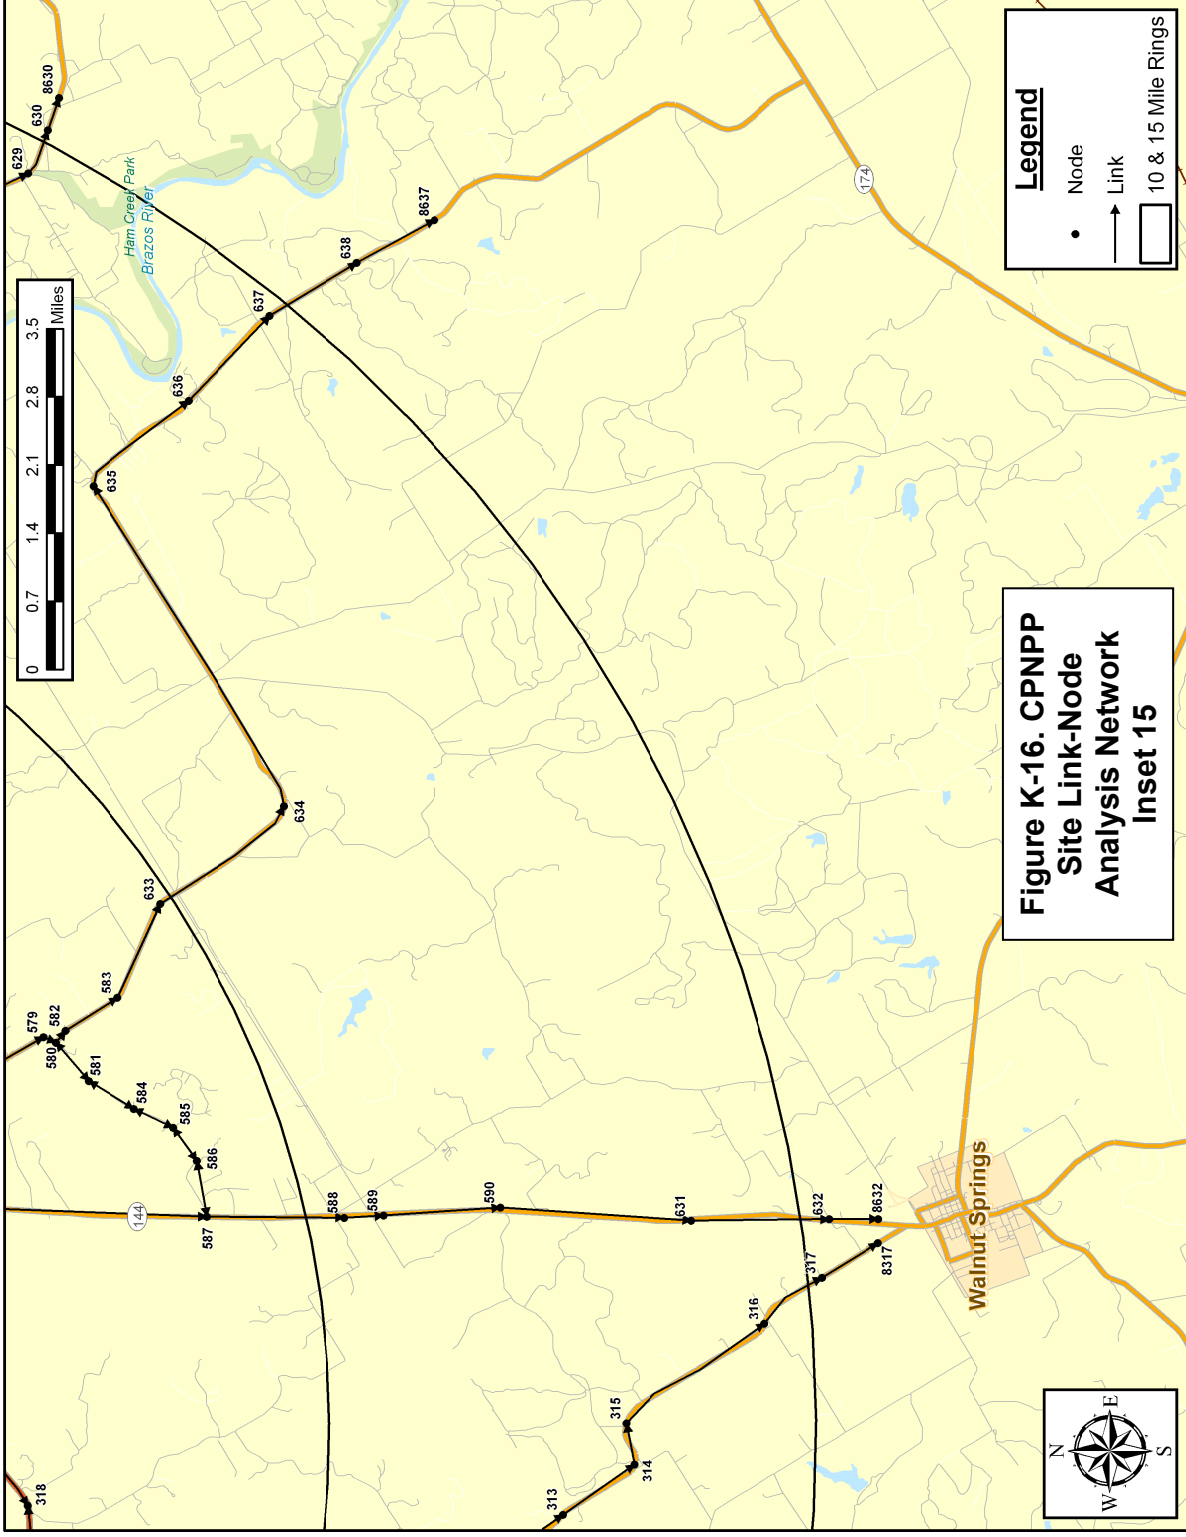 629
630
8630
Ham Creek Park
Brazos River
8637
638
637
636
635
634
633
583
582
579
580
581
584
585
586
587
588
589
590
631
632
8632
8317
317
316
315
314
313
318
144
174
Walnut Springs
0 0.7 1.4 2.1 2.8 3.5
Miles
Legend
Node
Link
10 & 15 Mile Rings
Figure K-16. CPNPP
Site Link-Node
Analysis Network
Inset 15
N
W E
S